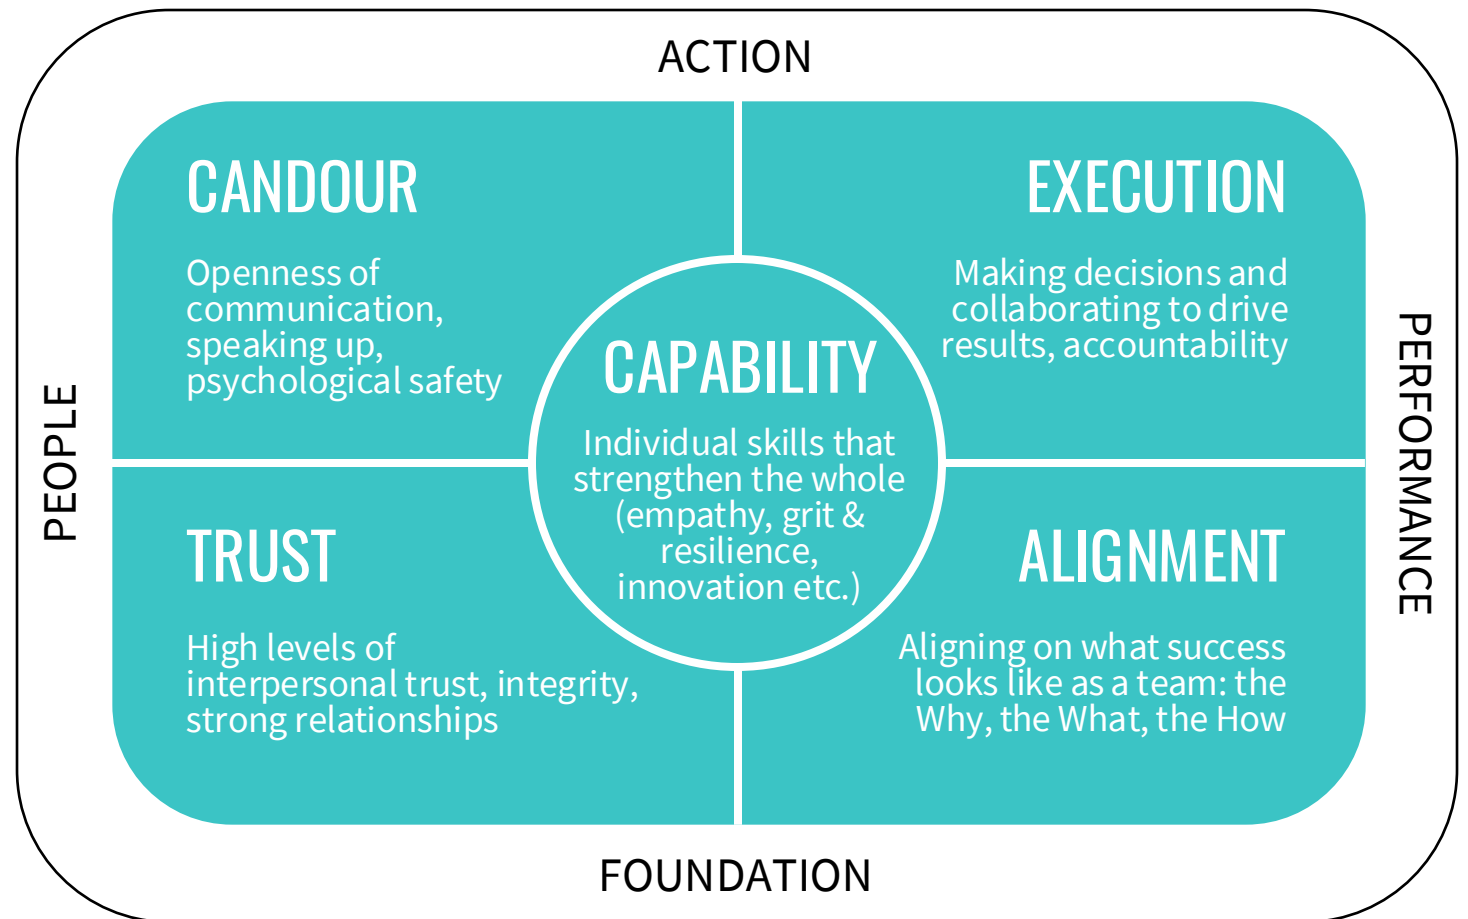 ACTION
CANDOUR
Openness of
communication,
speaking up,
psychological safety
EXECUTION
Making decisions and
collaborating to drive
results, accountability
CAPABILITY
Individual skills that
strengthen the whole
(empathy, grit &
resilience,
innovation etc.)
PEOPLE
PERFORMANCE
TRUST
High levels of
interpersonal trust, integrity,
strong relationships
ALIGNMENT
Aligning on what success
looks like as a team: the
Why, the What, the How
FOUNDATION